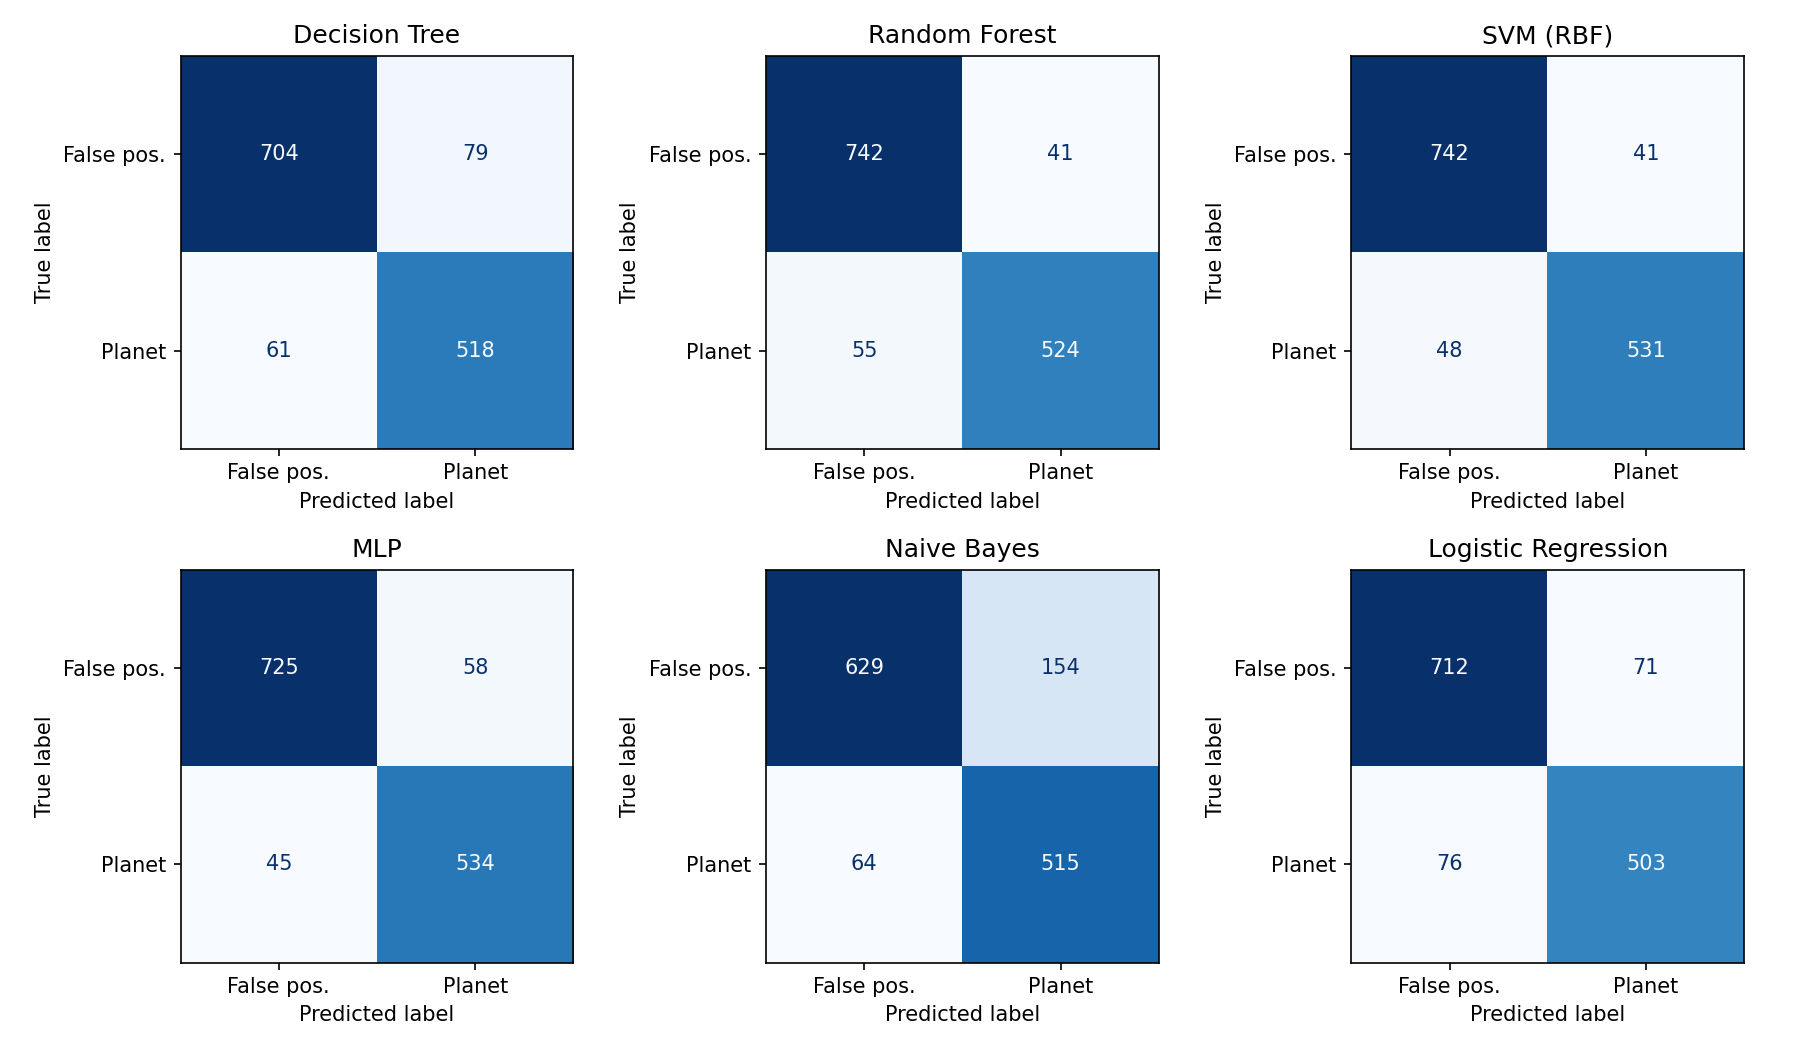 Decision Tree
Random Forest
SVM (RBF)
True label
False pos.
704
79
Planet
61
518
False pos.
Planet
Predicted label
True label
False pos.
742
41
Planet
55
524
False pos.
Planet
Predicted label
True label
False pos.
742
41
Planet
48
531
False pos.
Planet
Predicted label
MLP
Naive Bayes
Logistic Regression
True label
False pos.
725
58
Planet
45
534
False pos.
Planet
Predicted label
True label
False pos.
629
154
Planet
64
515
False pos.
Planet
Predicted label
True label
False pos.
712
71
Planet
76
503
False pos.
Planet
Predicted label